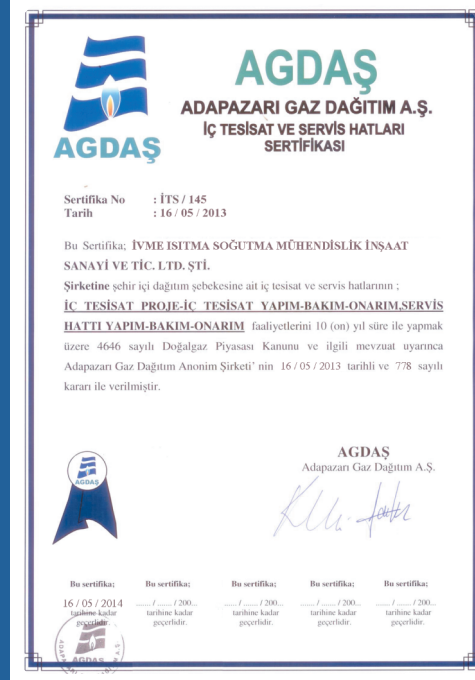 AGDAŞ
AGDAŞ
ADAPAZARI GAZ DAĞITIM A.Ş.
İÇ TESİSAT VE SERVİS HATLARI
SERTİFİKASI
Sertifika No : İTS / 145
Tarih : 16 / 05 / 2013
Bu Sertifika; İVME ISITMA SOĞUTMA MÜHENDİSLİK İNŞAAT
SANAYİ VE TİC. LTD. ŞTİ.
Şirketine şehir içi dağıtım şebekesine ait iç tesisat ve servis hatlarının ;
İÇ TESİSAT PROJE-İÇ TESİSAT YAPIM-BAKIM-ONARIM,SERVİS
HATTI YAPIM-BAKIM-ONARIM faaliyetlerini 10 (on) yıl süre ile yapmak
üzere 4646 sayılı Doğalgaz Piyasası Kanunu ve ilgili mevzuat uyarınca
Adapazarı Gaz Dağıtım Anonim Şirketi' nin 16 / 05 / 2013 tarihli ve 778 sayılı
kararı ile verilmiştir.
AGDAŞ
Adapazarı Gaz Dağıtım A.Ş.
AGDAŞ
Bu sertifika; Bu sertifika; Bu sertifika; Bu sertifika; Bu sertifika;
16 / 05 / 2014 ....... / ....... / 200... ....... / ....... / 200... ....... / ....... / 200... ....... / ....... / 200...
tarihine kadar tarihine kadar tarihine kadar tarihine kadar tarihine kadar
geçerlidir. geçerlidir. geçerlidir. geçerlidir. geçerlidir.
AGDAŞ